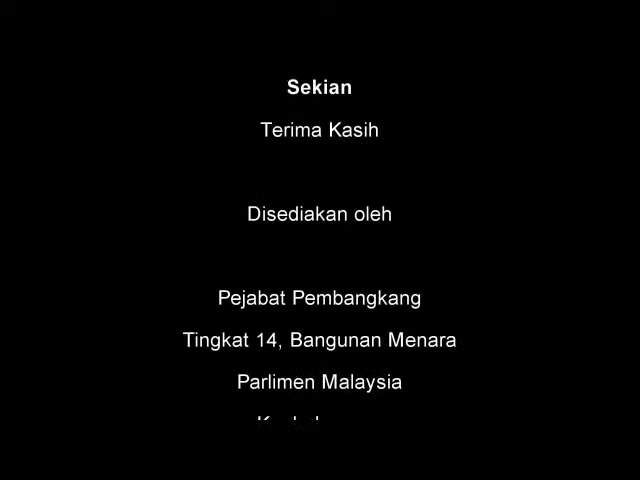 Sekian
Terima Kasih
Disediakan oleh
Pejabat Pembangkang
Tingkat 14, Bangunan Menara
Parlimen Malaysia